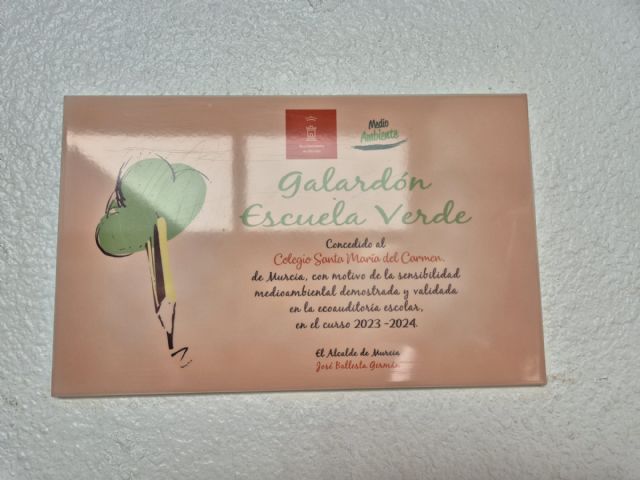 Medio
Ambiente
Galardón
Escuela Verde
Concedido al
Colegio Santa María del Carmen,
de Murcia, con motivo de la sensibilidad
medioambiental demostrada y validada
en la ecoauditoría escolar,
en el curso 2023 -2024.
El Alcalde de Murcia
José Ballesta Germán